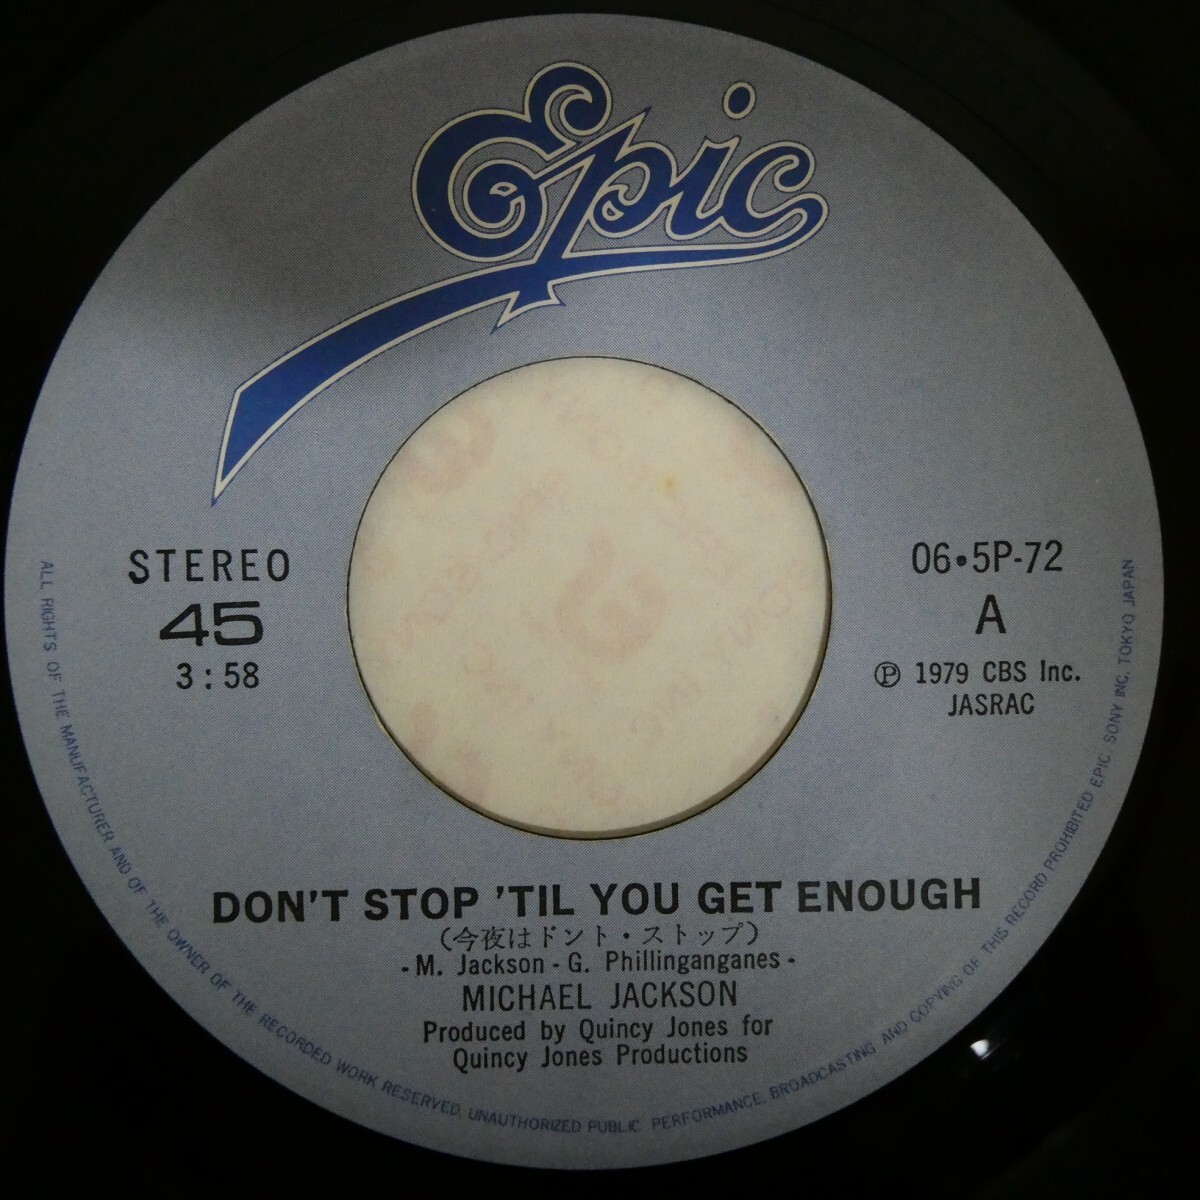 Epic
STEREO
45
3:58
06・5P-72
A
Ⓟ 1979 CBS Inc.
JASRAC
DON'T STOP 'TIL YOU GET ENOUGH
(今夜はドント・ストップ)
- M. Jackson - G. Phillinganganes -
MICHAEL JACKSON
Produced by Quincy Jones for
Quincy Jones Productions
ALL RIGHTS OF THE MANUFACTURER AND OF THE OWNER OF THE RECORDED WORK RESERVED. UNAUTHORIZED PUBLIC PERFORMANCE, BROADCASTING AND COPYING OF THIS RECORD PROHIBITED EPIC, SONY INC. TOKYO JAPAN